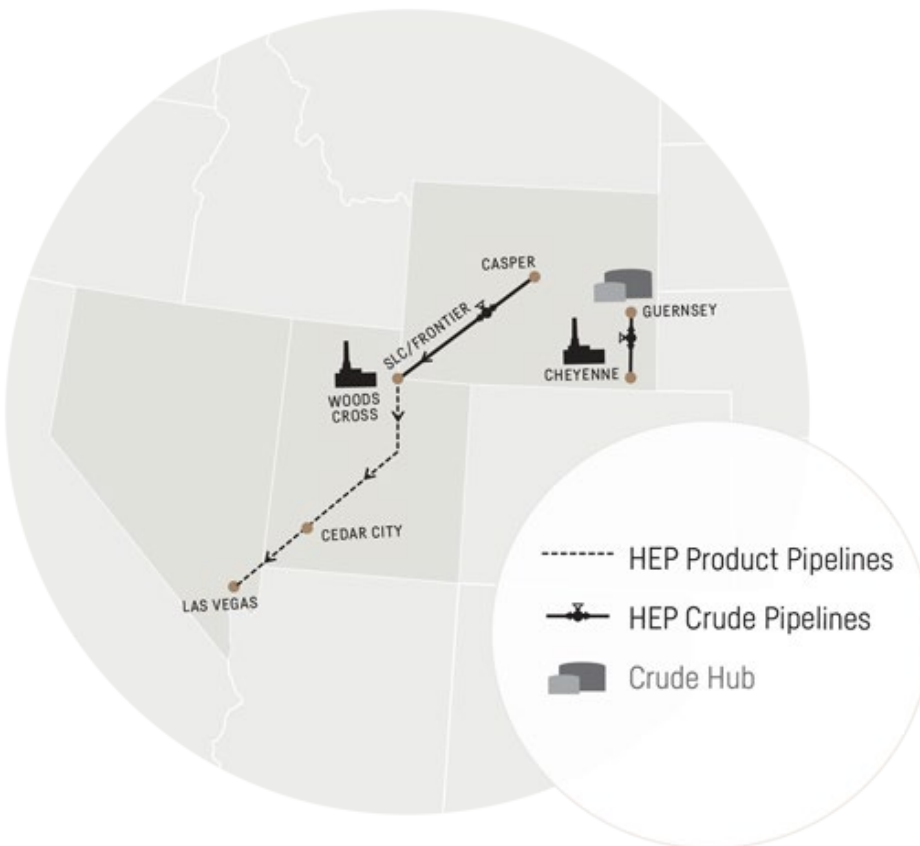 CASPER
SLC/FRONTIER
GUERNSEY
CHEYENNE
WOODS
CROSS
CEDAR CITY
LAS VEGAS
HEP Product Pipelines
HEP Crude Pipelines
Crude Hub